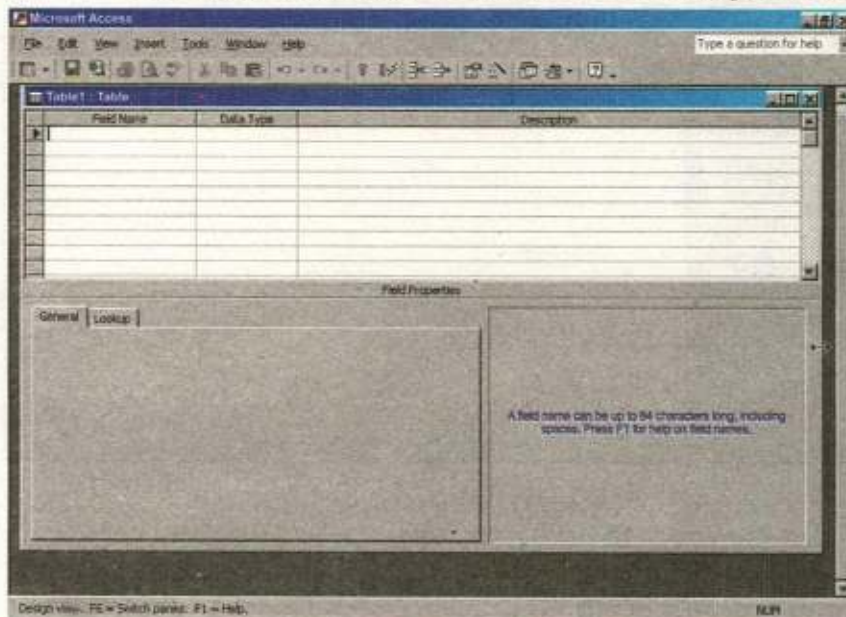 Microsoft Access
File Edit View Insert Tools Window Help
Type a question for help
Table1 : Table
Field Name Data Type Description
Field Properties
General Lookup
A field name can be up to 64 characters long, including
spaces. Press F1 for help on field names.
Design view. F6 = Switch panes. F1 = Help.
NUM